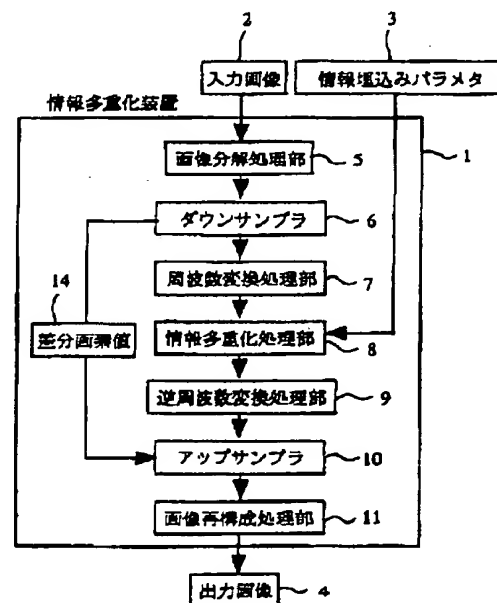 2
3
入力画像
情報埋込みパラメタ
情報多重化装置
1
画像分解処理部
5
ダウンサンプラ
6
周波数変換処理部
7
14
差分画素値
情報多重化処理部
8
逆周波数変換処理部
9
アップサンプラ
10
画像再構成処理部
11
出力画像
4